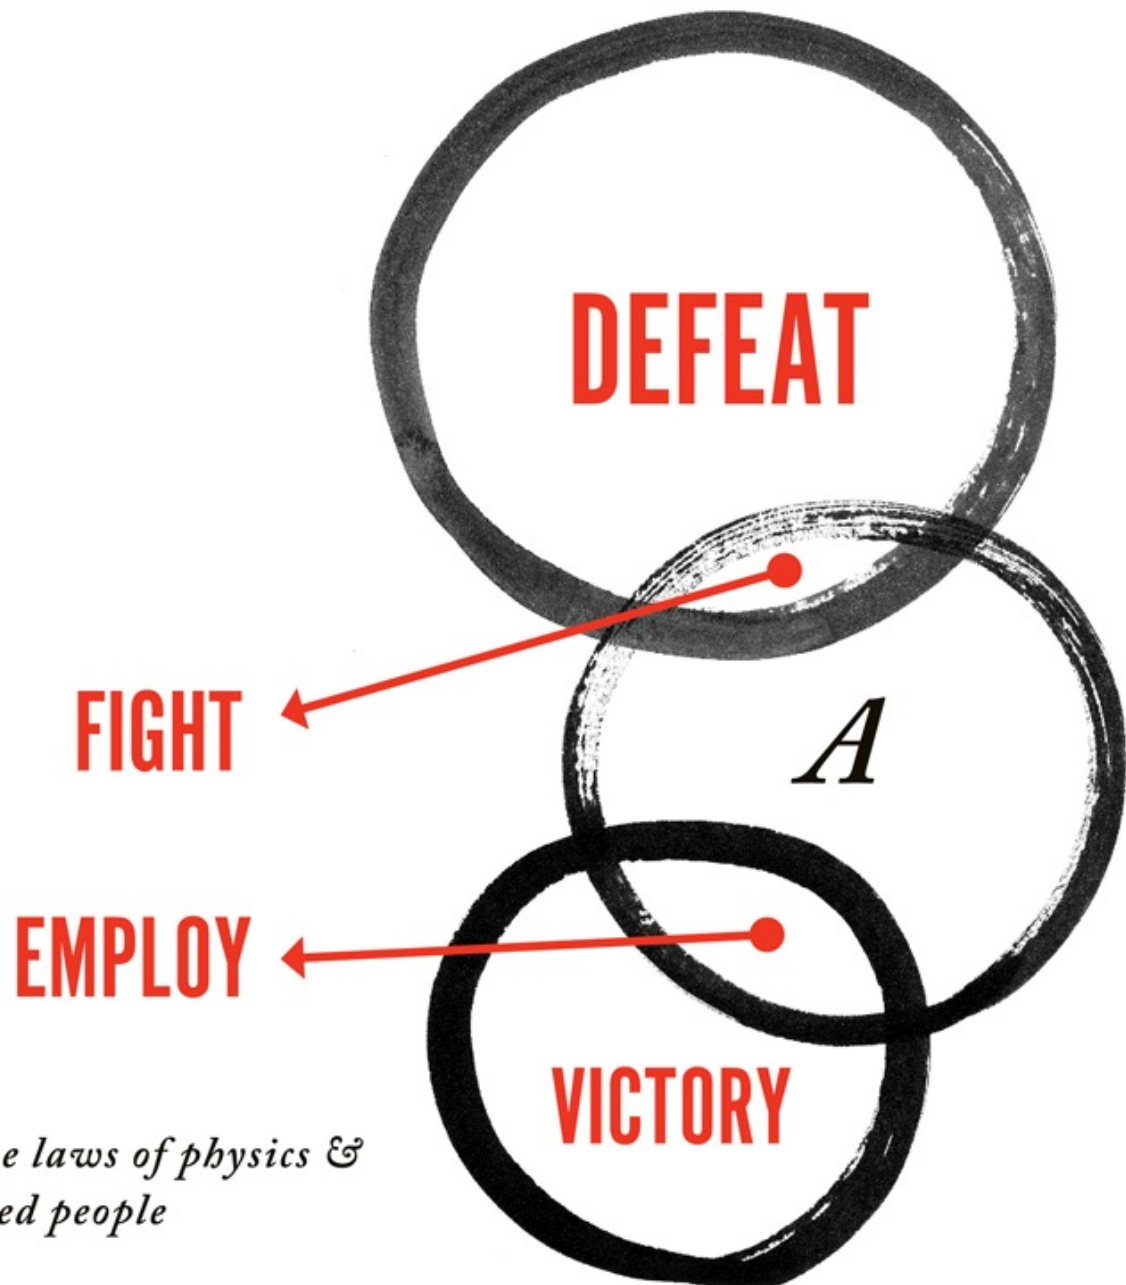 DEFEAT
FIGHT
A
EMPLOY
VICTORY
e laws of physics &
ed people